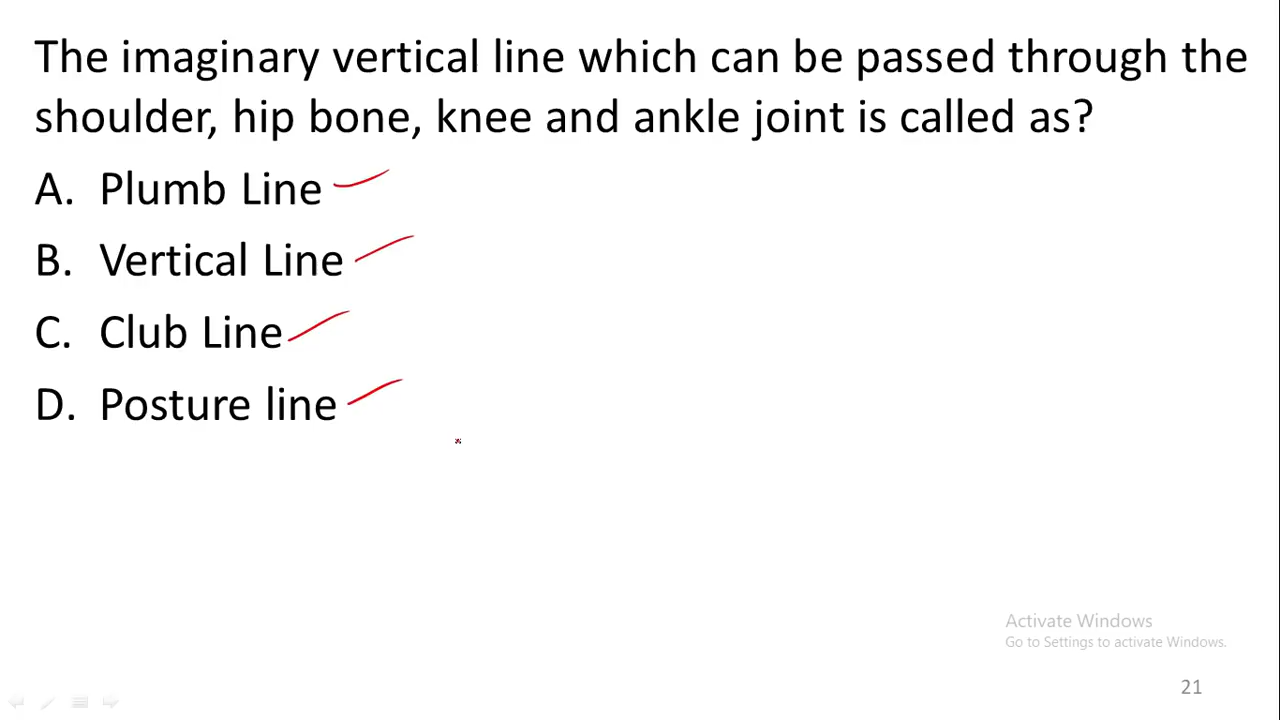 The imaginary vertical line which can be passed through the
shoulder, hip bone, knee and ankle joint is called as?
A. Plumb Line
B. Vertical Line
C. Club Line
D. Posture line
Activate Windows
Go to Settings to activate Windows.
21